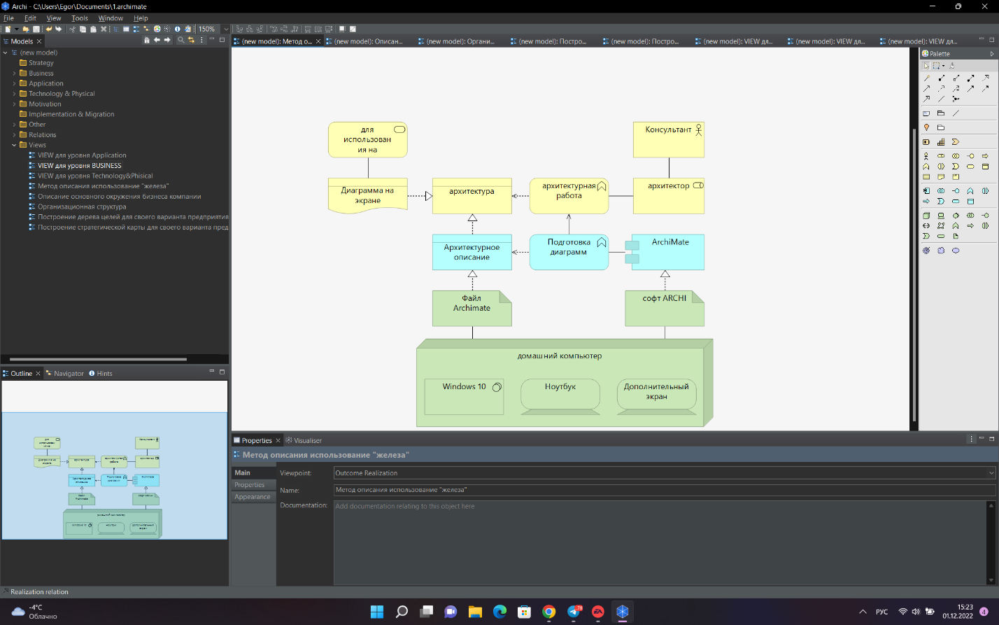 Archi - C:\Users\Egor\Documents\1.archimate
File Edit View Tools Window Help
150%
Models
(new model)
Strategy
Business
Application
Technology & Physical
Motivation
Implementation & Migration
Other
Relations
Views
VIEW для уровня Application
VIEW для уровня BUSINESS
VIEW для уровня Technology&Phisical
Метод описания использование "железа"
Описание основного окружения бизнеса компании
Организационная структура
Построение дерева целей для своего варианта предприятия
Построение стратегической карты для своего варианта пред
Outline Navigator Hints
(new model): Метод о...
(new model): Описан...
(new model): Органи...
(new model): Постро...
(new model): Постро...
(new model): VIEW дл...
(new model): VIEW дл...
(new model): VIEW дл...
Palette
для
использован
ия на
Консультант
Диаграмма на
экране
архитектура
архитектурная
работа
архитектор
Архитектурное
описание
Подготовка
диаграмм
ArchiMate
Файл
Archimate
софт ARCHI
домашний компьютер
Windows 10
Ноутбук
Дополнительный
экран
Properties Visualiser
Метод описания использование "железа"
Main
Properties
Appearance
Viewpoint: Outcome Realization
Name: Метод описания использование "железа"
Documentation: Add documentation relating to this object here
Realization relation
-4°C
Облачно
78
EA
РУС
15:23
01.12.2022
4